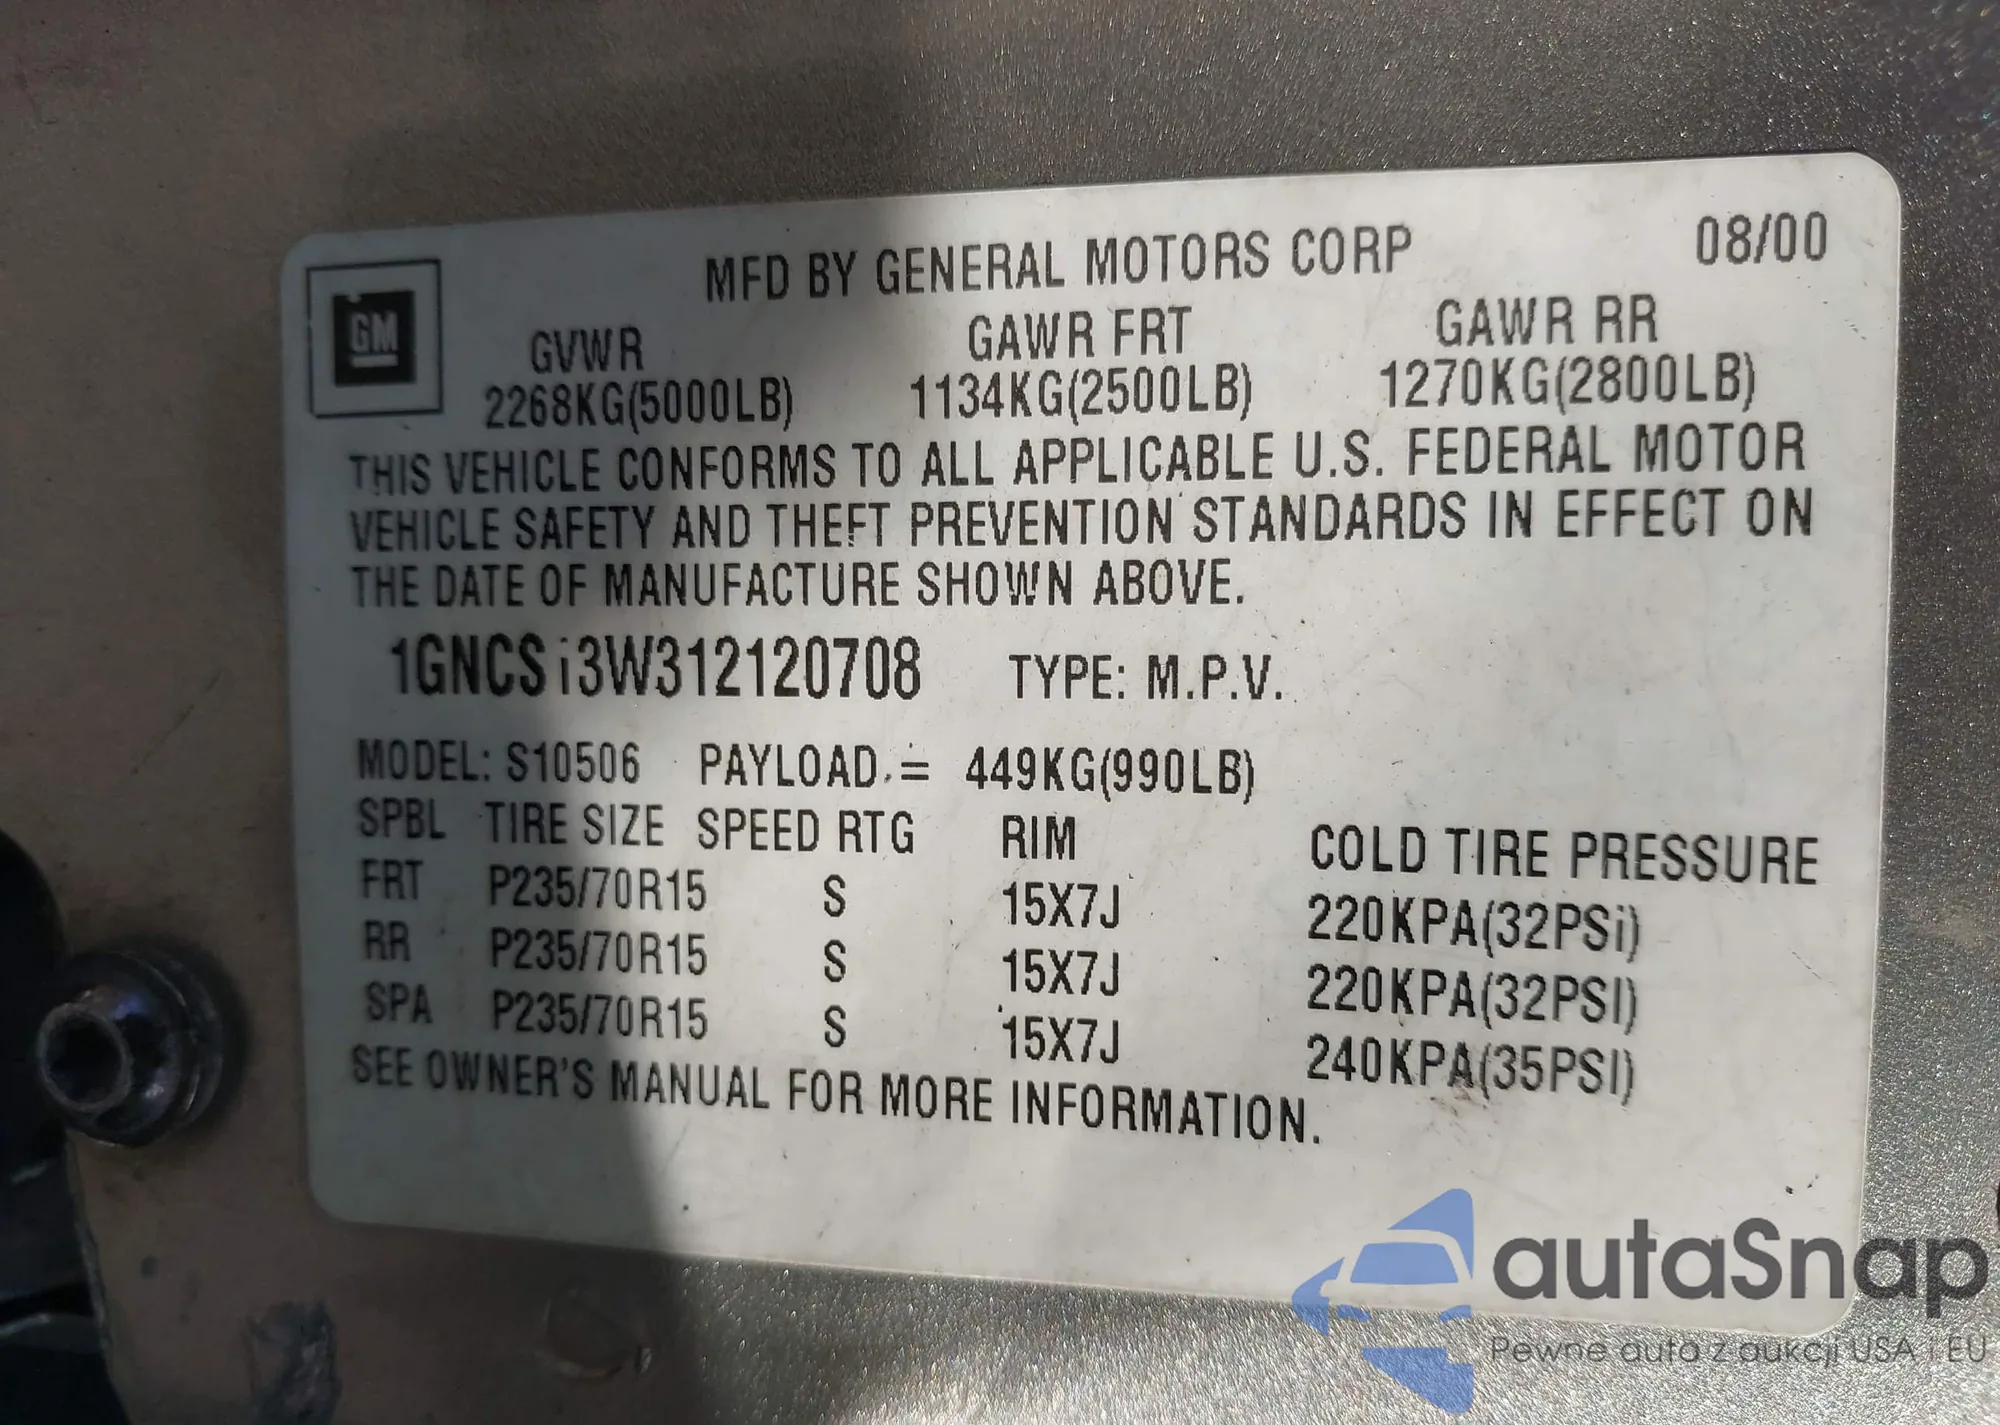 MFD BY GENERAL MOTORS CORP 08/00
GM
GVWR GAWR FRT GAWR RR
2268KG(5000LB) 1134KG(2500LB) 1270KG(2800LB)
THIS VEHICLE CONFORMS TO ALL APPLICABLE U.S. FEDERAL MOTOR
VEHICLE SAFETY AND THEFT PREVENTION STANDARDS IN EFFECT ON
THE DATE OF MANUFACTURE SHOWN ABOVE.
1GNCS13W312120708 TYPE: M.P.V.
MODEL: S10506 PAYLOAD = 449KG(990LB)
SPBL TIRE SIZE SPEED RTG RIM COLD TIRE PRESSURE
FRT P235/70R15 S 15X7J 220KPA(32PSI)
RR P235/70R15 S 15X7J 220KPA(32PSI)
SPA P235/70R15 S 15X7J 240KPA(35PSI)
SEE OWNER'S MANUAL FOR MORE INFORMATION.
autaSnap
Pewne auta z aukcji USA i EU